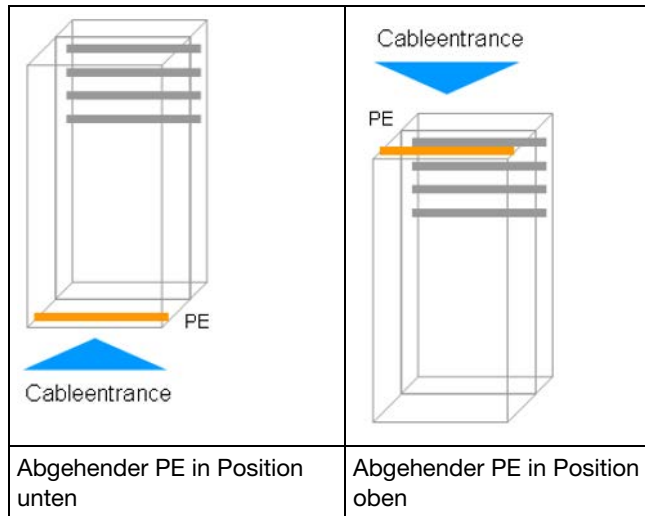 PE
Cableentrance
Abgehender PE in Position
unten
Cableentrance
PE
Abgehender PE in Position
oben